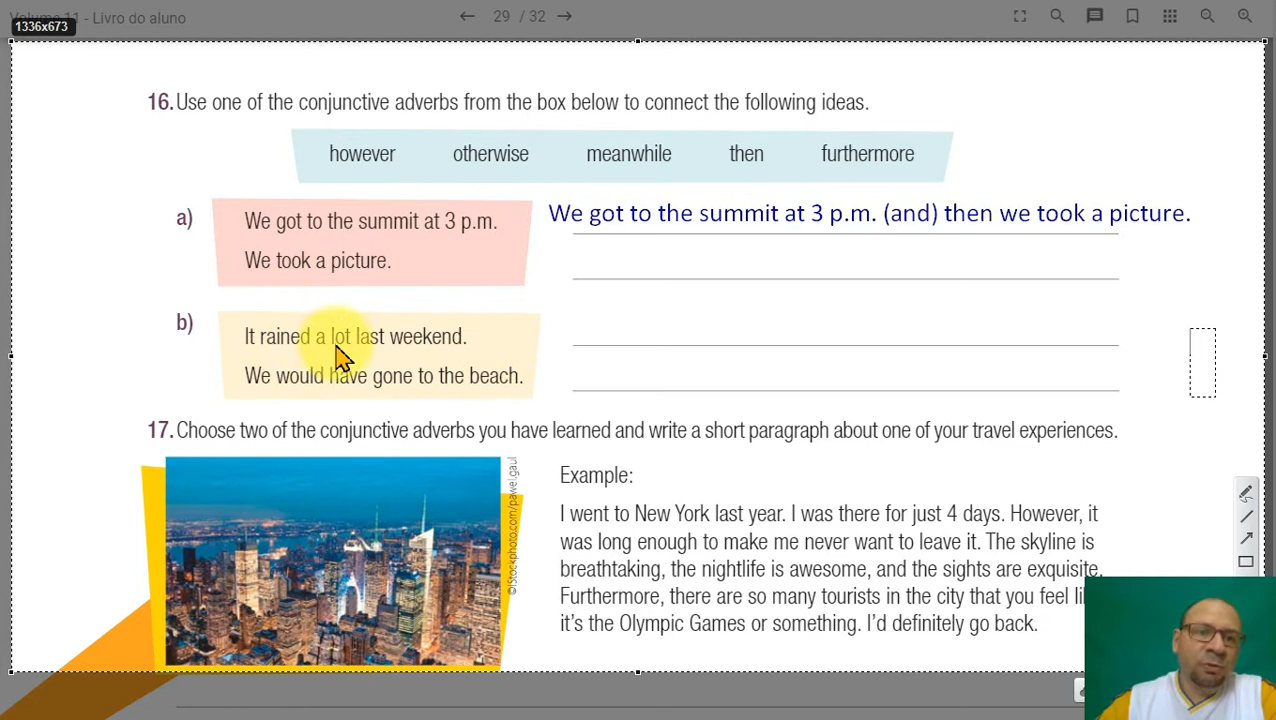 Volume 11 - Livro do aluno
29 / 32
1336x673
16. Use one of the conjunctive adverbs from the box below to connect the following ideas.
however otherwise meanwhile then furthermore
a)
We got to the summit at 3 p.m.
We took a picture.
We got to the summit at 3 p.m. (and) then we took a picture.
b)
It rained a lot last weekend.
We would have gone to the beach.
17. Choose two of the conjunctive adverbs you have learned and write a short paragraph about one of your travel experiences.
©iStockphoto.com/pawel.gaul
Example:
I went to New York last year. I was there for just 4 days. However, it
was long enough to make me never want to leave it. The skyline is
breathtaking, the nightlife is awesome, and the sights are exquisite.
Furthermore, there are so many tourists in the city that you feel li
it's the Olympic Games or something. I'd definitely go back.